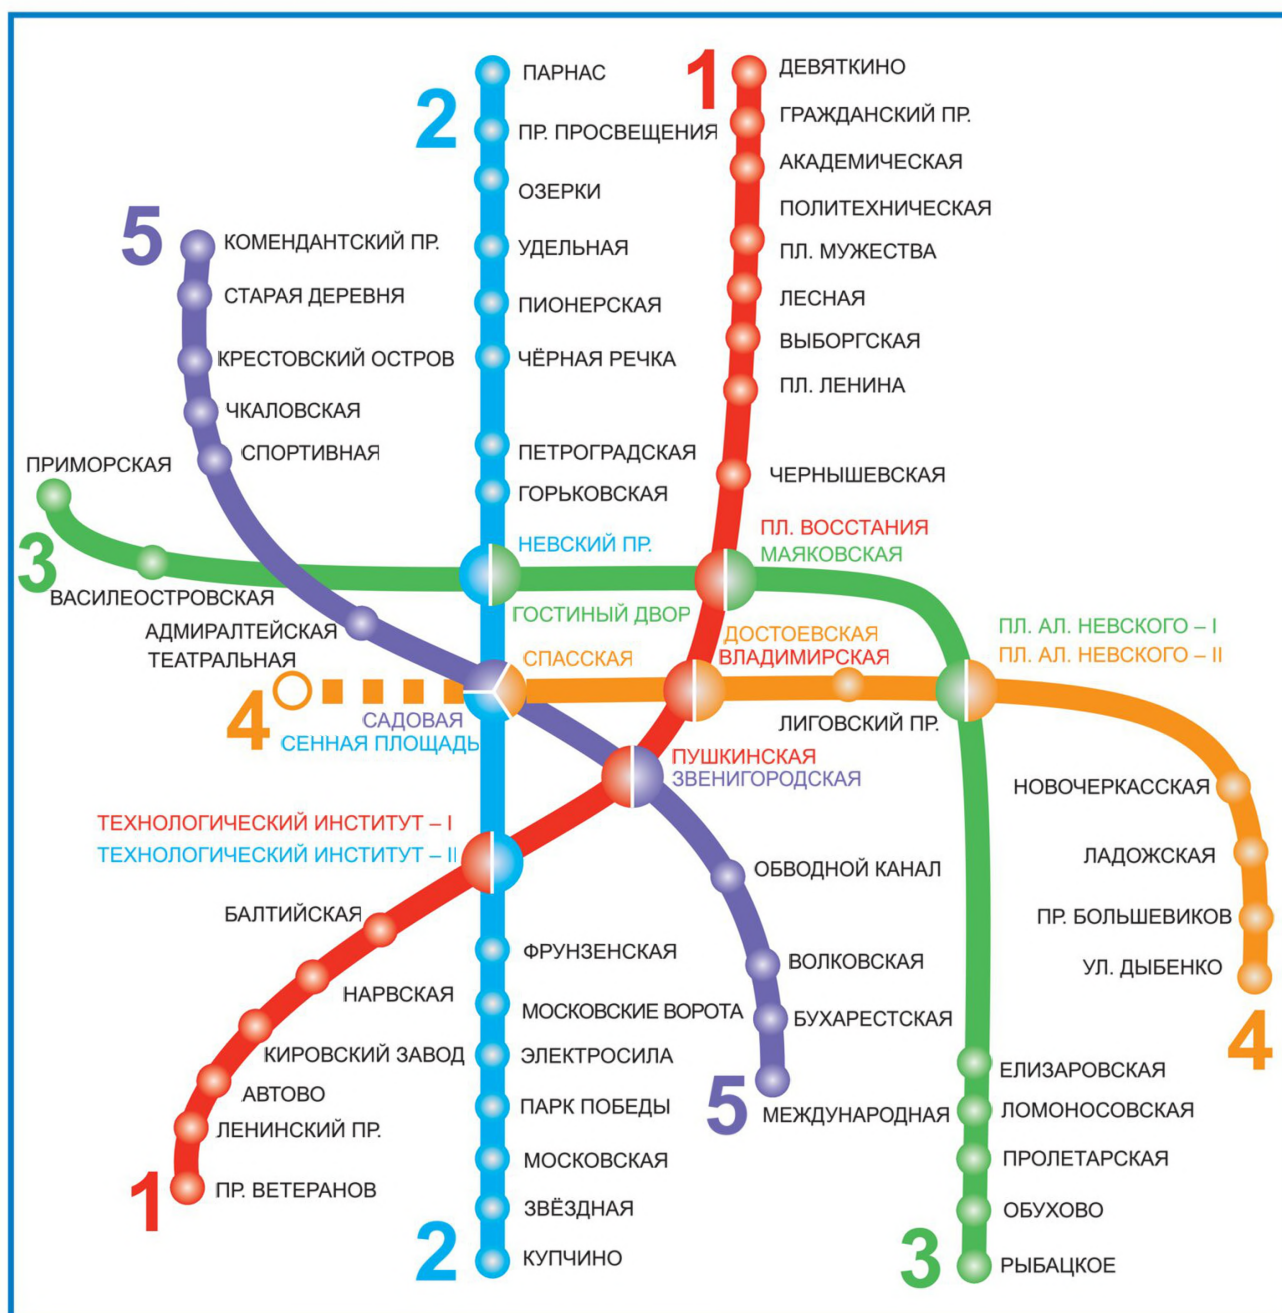 1
ДЕВЯТКИНО
2
ПАРНАС
ГРАЖДАНСКИЙ ПР.
ПР. ПРОСВЕЩЕНИЯ
АКАДЕМИЧЕСКАЯ
ОЗЕРКИ
ПОЛИТЕХНИЧЕСКАЯ
5
КОМЕНДАНТСКИЙ ПР.
УДЕЛЬНАЯ
ПЛ. МУЖЕСТВА
СТАРАЯ ДЕРЕВНЯ
ПИОНЕРСКАЯ
ЛЕСНАЯ
ВЫБОРГСКАЯ
КРЕСТОВСКИЙ ОСТРОВ
ЧЁРНАЯ РЕЧКА
ПЛ. ЛЕНИНА
ЧКАЛОВСКАЯ
СПОРТИВНАЯ
ПЕТРОГРАДСКАЯ
ПРИМОРСКАЯ
ЧЕРНЫШЕВСКАЯ
ГОРЬКОВСКАЯ
ПЛ. ВОССТАНИЯ
МАЯКОВСКАЯ
НЕВСКИЙ ПР.
3
ВАСИЛЕОСТРОВСКАЯ
ГОСТИНЫЙ ДВОР
АДМИРАЛТЕЙСКАЯ
ТЕАТРАЛЬНАЯ
СПАССКАЯ
ДОСТОЕВСКАЯ
ВЛАДИМИРСКАЯ
ПЛ. АЛ. НЕВСКОГО – I
ПЛ. АЛ. НЕВСКОГО – II
4
САДОВАЯ
СЕННАЯ ПЛОЩАДЬ
ЛИГОВСКИЙ ПР.
ПУШКИНСКАЯ
ЗВЕНИГОРОДСКАЯ
НОВОЧЕРКАССКАЯ
ТЕХНОЛОГИЧЕСКИЙ ИНСТИТУТ – I
ТЕХНОЛОГИЧЕСКИЙ ИНСТИТУТ – II
ЛАДОЖСКАЯ
ОБВОДНОЙ КАНАЛ
БАЛТИЙСКАЯ
ПР. БОЛЬШЕВИКОВ
ФРУНЗЕНСКАЯ
ВОЛКОВСКАЯ
УЛ. ДЫБЕНКО
НАРВСКАЯ
МОСКОВСКИЕ ВОРОТА
БУХАРЕСТСКАЯ
4
КИРОВСКИЙ ЗАВОД
ЭЛЕКТРОСИЛА
ЕЛИЗАРОВСКАЯ
АВТОВО
ПАРК ПОБЕДЫ
5
МЕЖДУНАРОДНАЯ
ЛОМОНОСОВСКАЯ
ЛЕНИНСКИЙ ПР.
МОСКОВСКАЯ
ПРОЛЕТАРСКАЯ
1
ПР. ВЕТЕРАНОВ
ЗВЁЗДНАЯ
ОБУХОВО
2
КУПЧИНО
3
РЫБАЦКОЕ